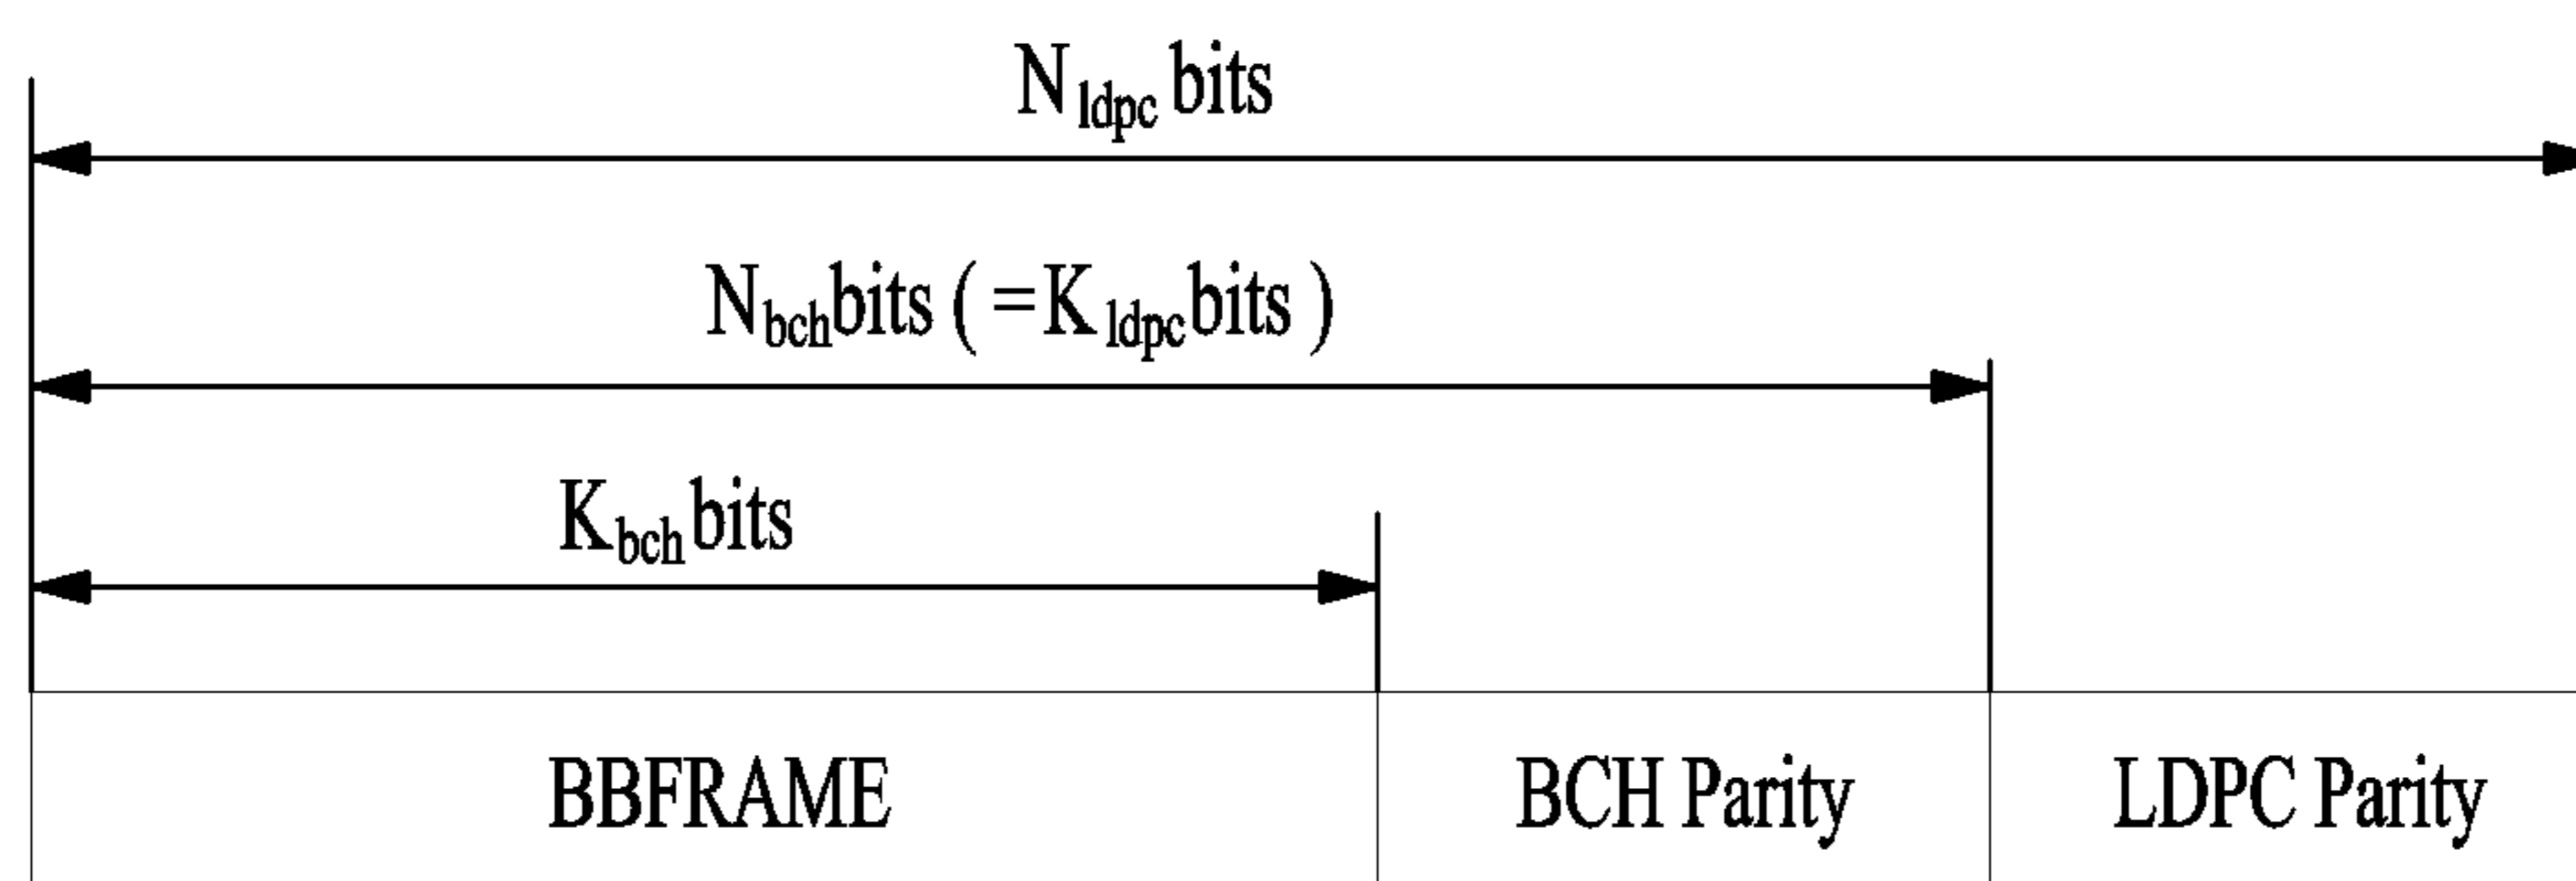 N ldpc bits
N bch bits ( = K ldpc bits )
K bch bits
BBFRAME BCH Parity LDPC Parity